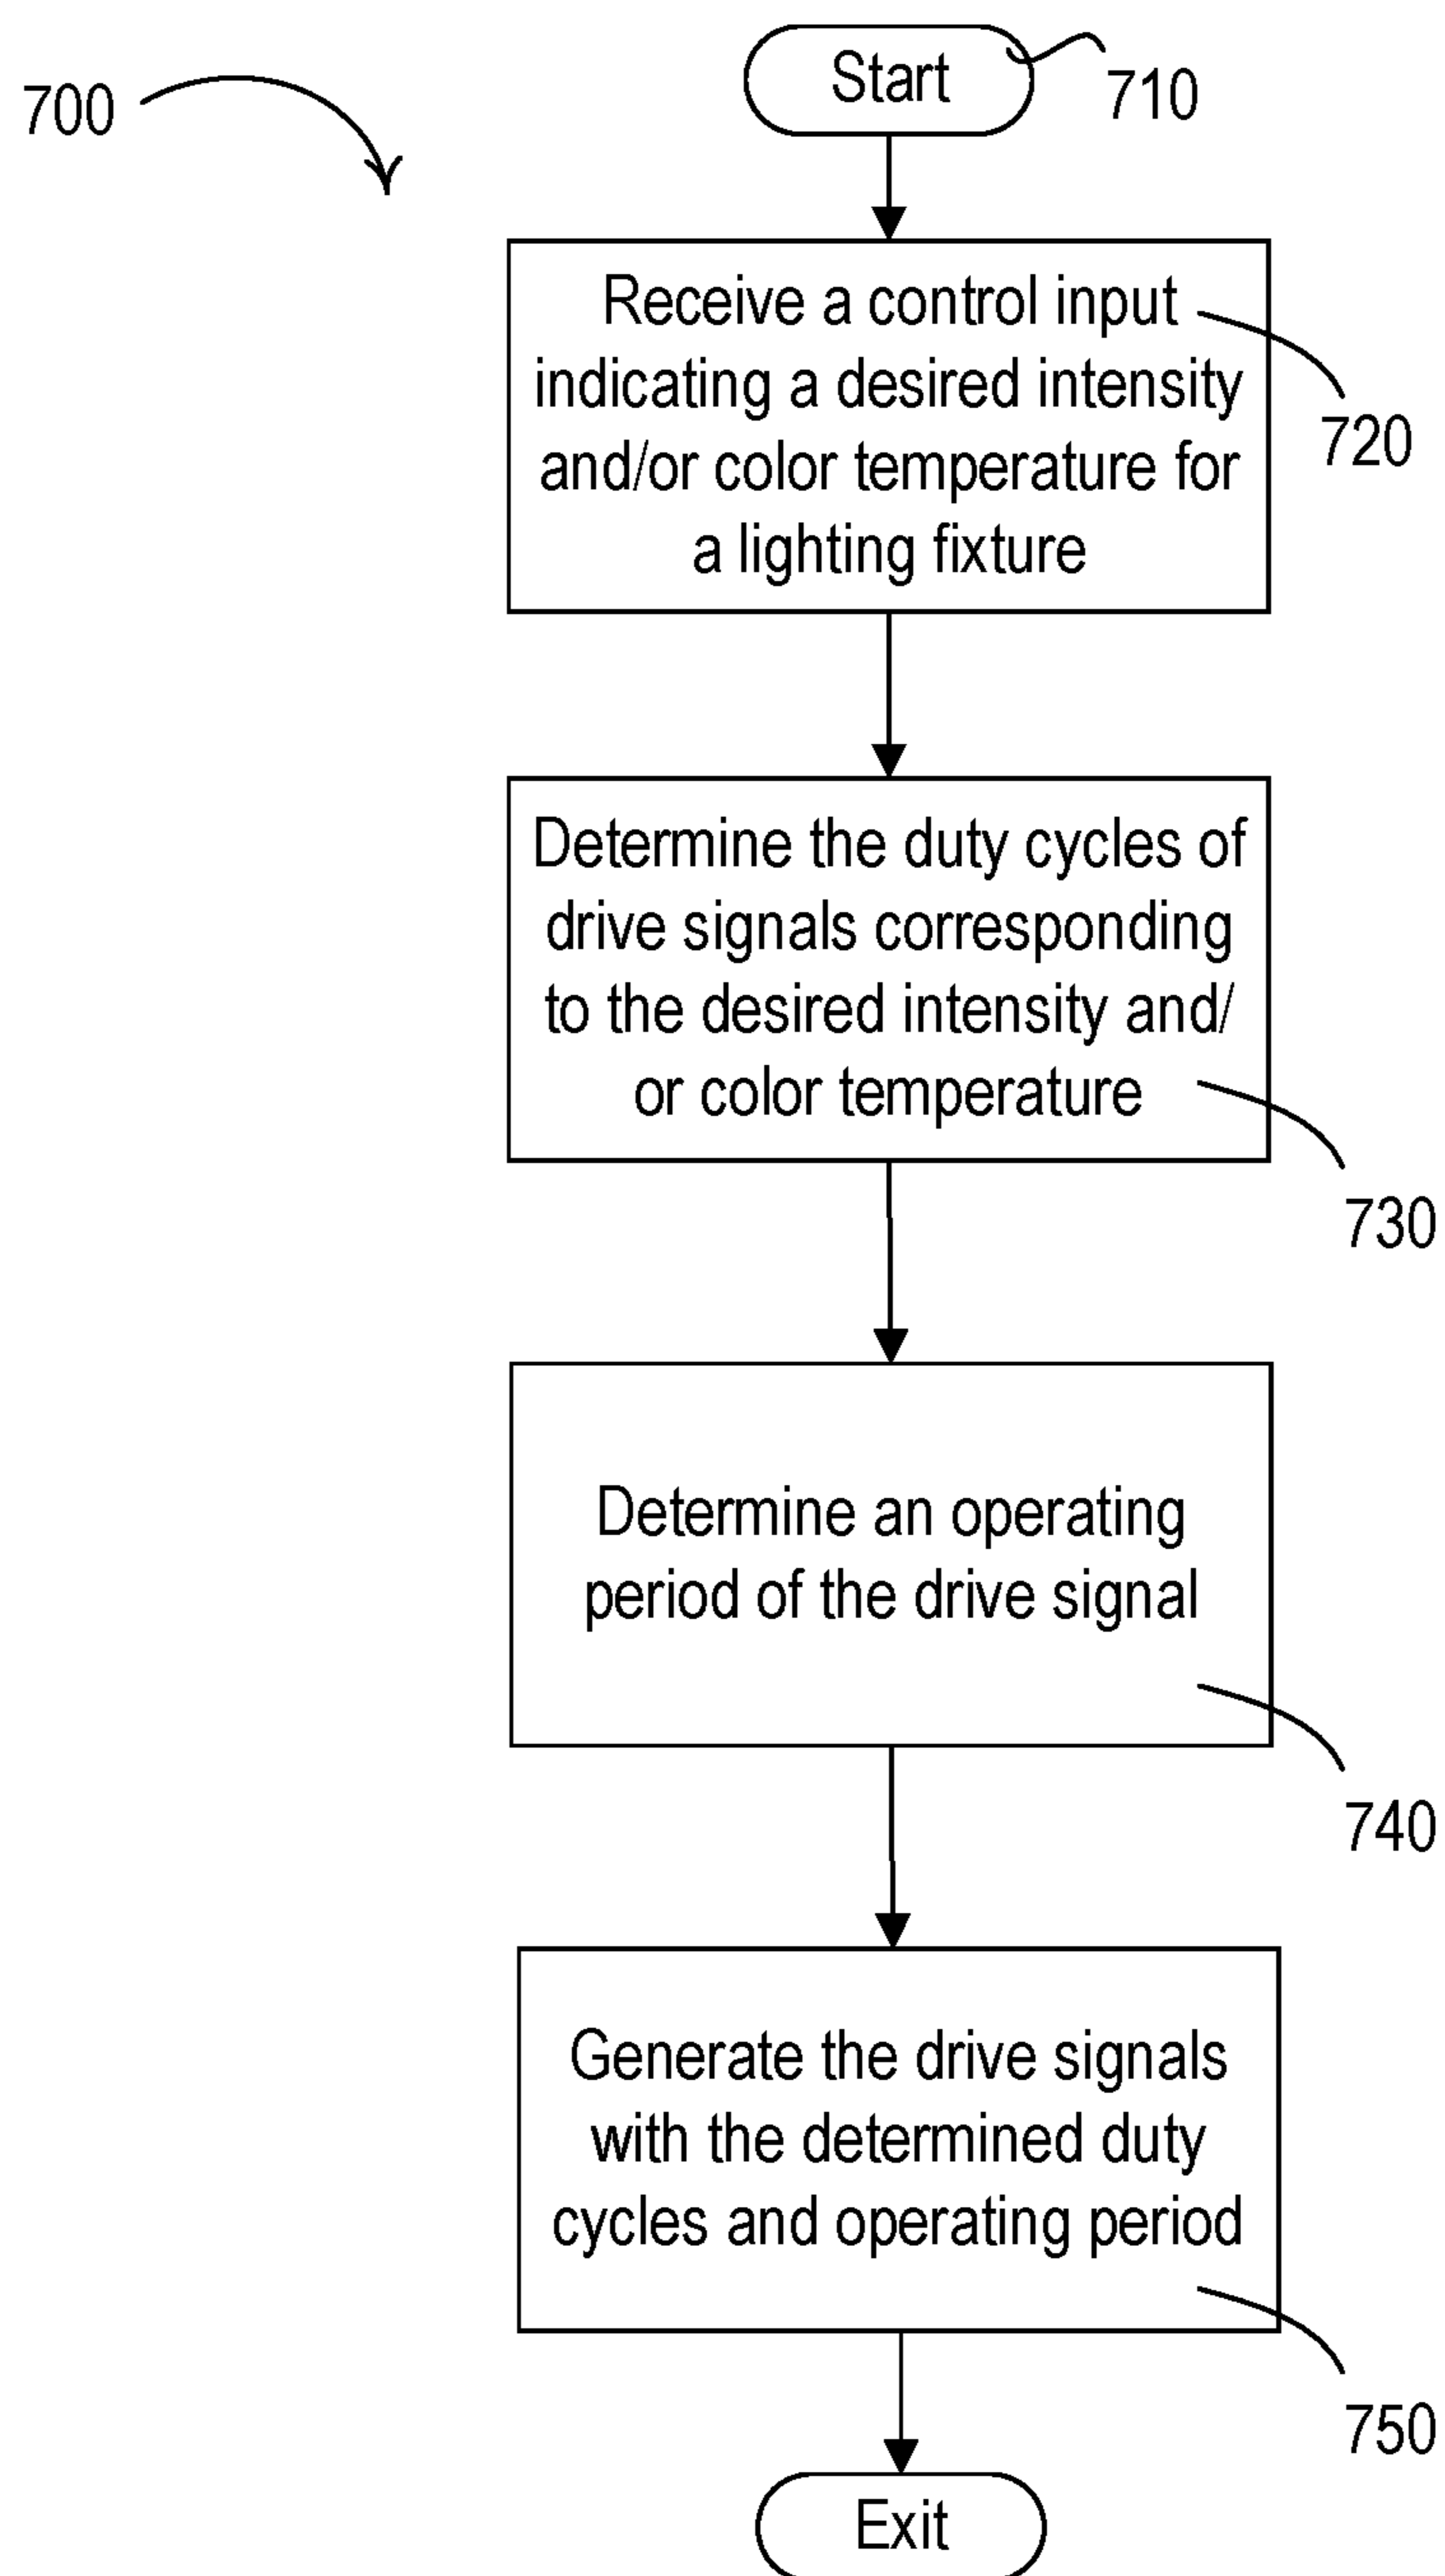 700
Start
710
Receive a control input
indicating a desired intensity
and/or color temperature for
a lighting fixture
720
Determine the duty cycles of
drive signals corresponding
to the desired intensity and/
or color temperature
730
Determine an operating
period of the drive signal
740
Generate the drive signals
with the determined duty
cycles and operating period
750
Exit